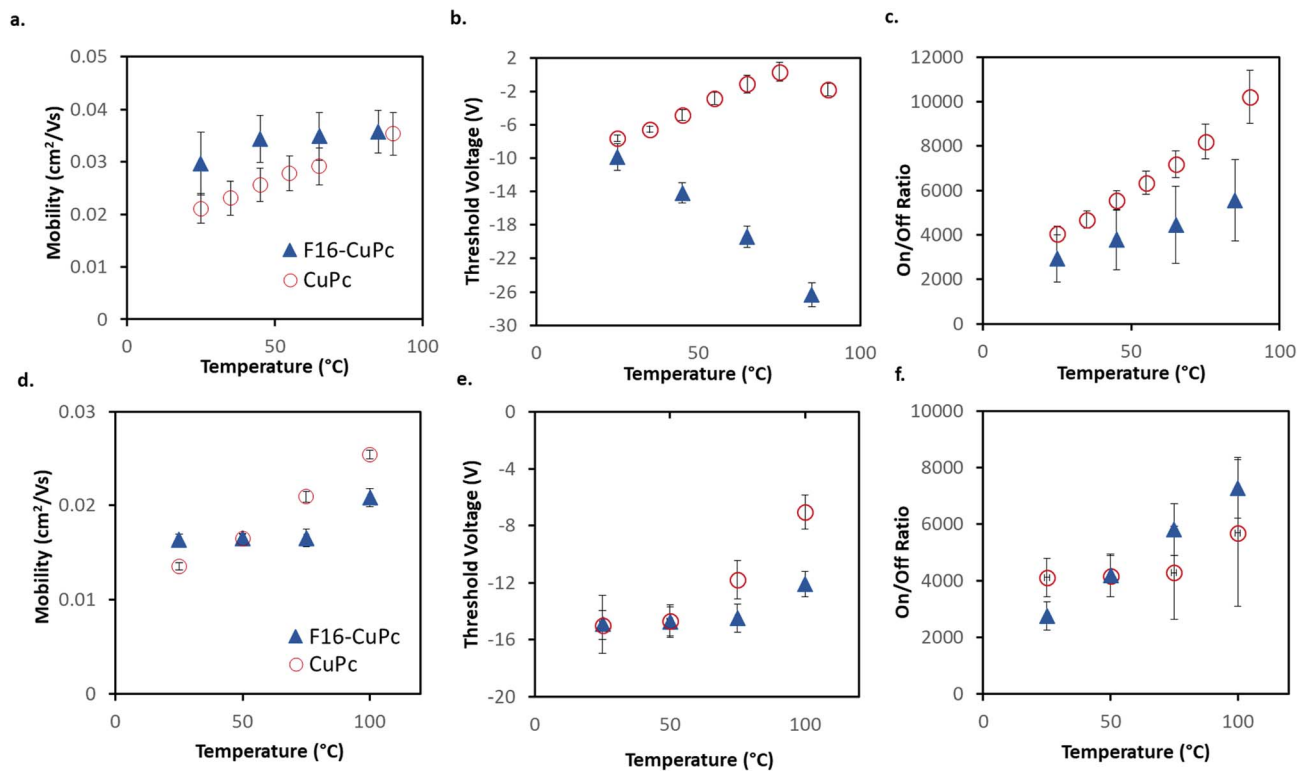 a.
Mobility (cm²/Vs)
0.05
0.04
0.03
0.02
0.01
0
F16-CuPc
CuPc
0
50
100
Temperature (°C)
b.
Threshold Voltage (V)
2
-2
-6
-10
-14
-18
-22
-26
-30
0
50
100
Temperature (°C)
c.
On/Off Ratio
12000
10000
8000
6000
4000
2000
0
0
50
100
Temperature (°C)
d.
Mobility (cm²/Vs)
0.03
0.02
0.01
0
F16-CuPc
CuPc
0
50
100
Temperature (°C)
e.
Threshold Voltage (V)
0
-4
-8
-12
-16
-20
0
50
100
Temperature (°C)
f.
On/Off Ratio
10000
8000
6000
4000
2000
0
0
50
100
Temperature (°C)